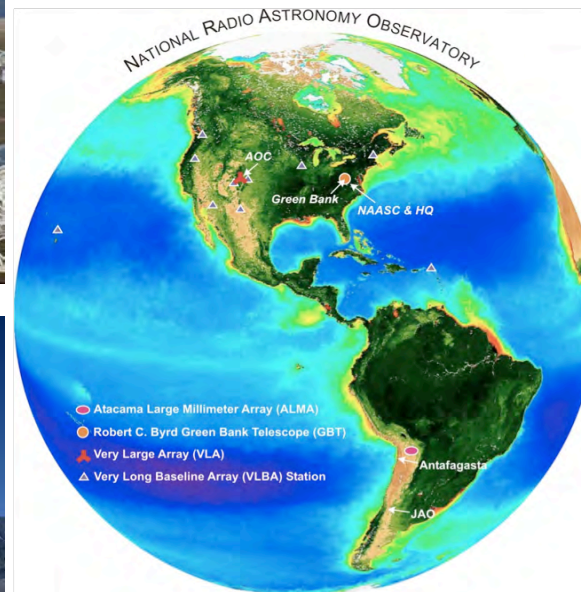 NATIONAL RADIO ASTRONOMY OBSERVATORY
AOC
Green Bank
NAASC & HQ
Atacama Large Millimeter Array (ALMA)
Robert C. Byrd Green Bank Telescope (GBT)
Very Large Array (VLA)
Very Long Baseline Array (VLBA) Station
Antafagasta
JAO